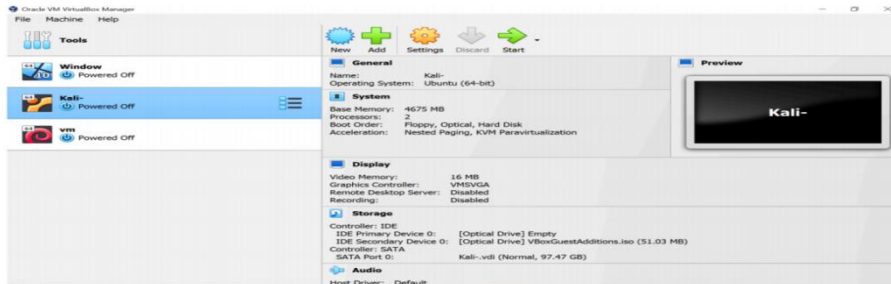 Oracle VM VirtualBox Manager
File Machine Help
Tools
New Add Settings Discard Start
Window
Powered Off
Kali-
Powered Off
vm
Powered Off
General
Name: Kali-
Operating System: Ubuntu (64-bit)
System
Base Memory: 4675 MB
Processors: 2
Boot Order: Floppy, Optical, Hard Disk
Acceleration: Nested Paging, KVM Paravirtualization
Preview
Kali-
Display
Video Memory: 16 MB
Graphics Controller: VMSVGA
Remote Desktop Server: Disabled
Recording: Disabled
Storage
Controller: IDE
IDE Primary Device 0: [Optical Drive] Empty
IDE Secondary Device 0: [Optical Drive] VBoxGuestAdditions.iso (51.03 MB)
Controller: SATA
SATA Port 0: Kali-.vdi (Normal, 97.47 GB)
Audio
Host Driver: Default